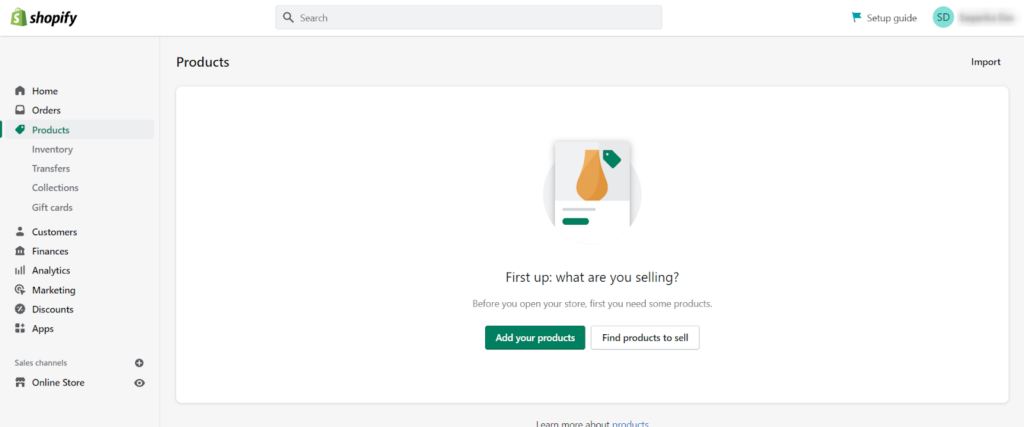 shopify
Search
Setup guide
SD
Products
Import
Home
Orders
Products
Inventory
Transfers
Collections
Gift cards
Customers
Finances
Analytics
Marketing
Discounts
Apps
Sales channels
Online Store
First up: what are you selling?
Before you open your store, first you need some products.
Add your products
Find products to sell
Learn more about products